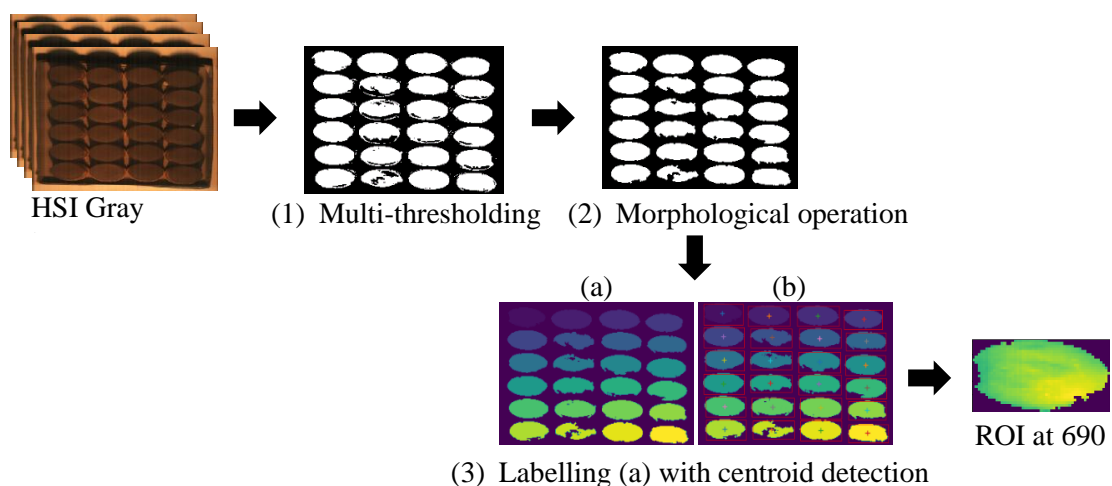 HSI Gray
(1) Multi-thresholding
(2) Morphological operation
(a)
(b)
ROI at 690
(3) Labelling (a) with centroid detection